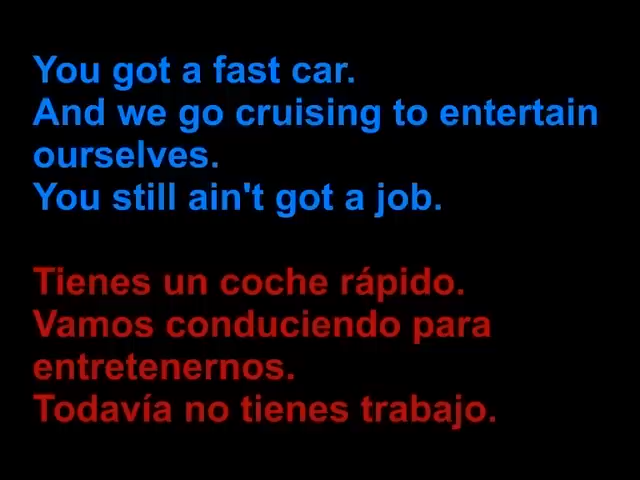 You got a fast car.
And we go cruising to entertain
ourselves.
You still ain't got a job.
Tienes un coche rápido.
Vamos conduciendo para
entretenernos.
Todavía no tienes trabajo.